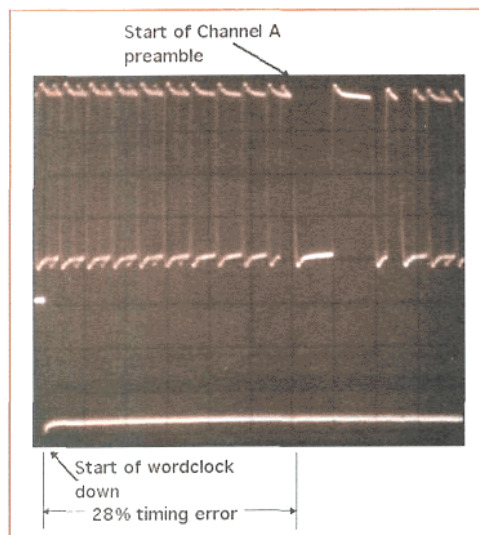 Start of Channel A
preamble
Start of wordclock
down
28% timing error